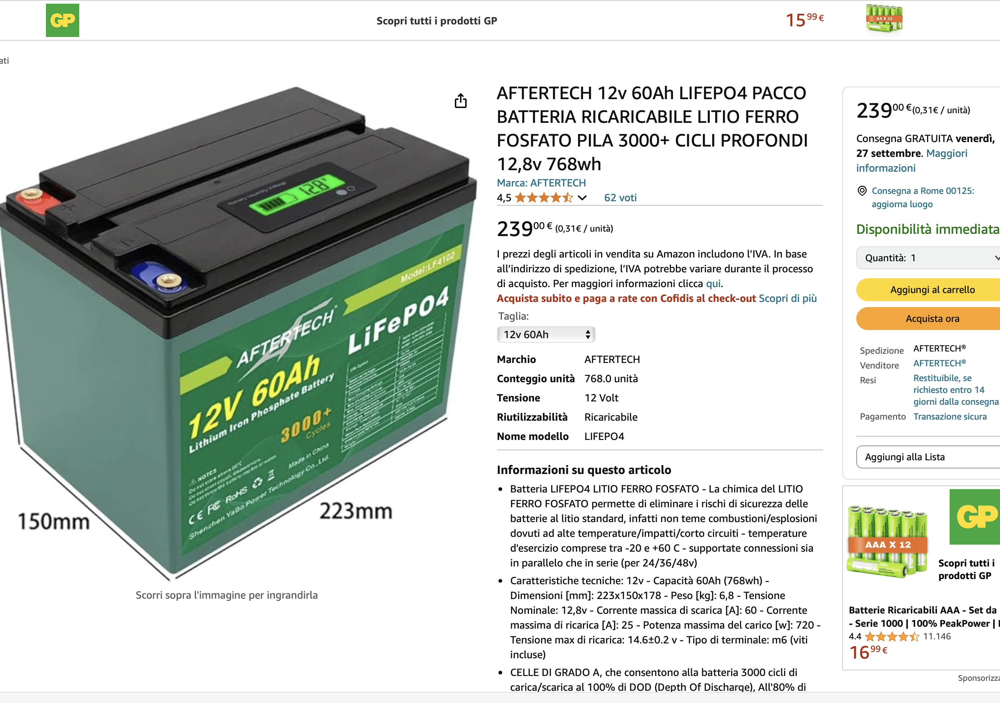 GP
Scopri tutti i prodotti GP
15,99 €
AA X 12
ati
AFTERTECH 12v 60Ah LIFEPO4 PACCO
BATTERIA RICARICABILE LITIO FERRO
FOSFATO PILA 3000+ CICLI PROFONDI
12,8v 768wh
Marca: AFTERTECH
4,5
62 voti
239,00 € (0,31€ / unità)
I prezzi degli articoli in vendita su Amazon includono l'IVA. In base
all'indirizzo di spedizione, l'IVA potrebbe variare durante il processo
di acquisto. Per maggiori informazioni clicca qui.
Acquista subito e paga a rate con Cofidis al check-out Scopri di più
Taglia:
12v 60Ah
Marchio AFTERTECH
Conteggio unità 768.0 unità
Tensione 12 Volt
Riutilizzabilità Ricaricabile
Nome modello LIFEPO4
Informazioni su questo articolo
• Batteria LIFEPO4 LITIO FERRO FOSFATO - La chimica del LITIO
FERRO FOSFATO permette di eliminare i rischi di sicurezza delle
batterie al litio standard, infatti non teme combustioni/esplosioni
dovuti ad alte temperature/impatti/corto circuiti - temperature
d'esercizio comprese tra -20 e +60 C - supportate connessioni sia
in parallelo che in serie (per 24/36/48v)
• Caratteristiche tecniche: 12v - Capacità 60Ah (768wh) -
Dimensioni [mm]: 223x150x178 - Peso [kg]: 6,8 - Tensione
Nominale: 12,8v - Corrente massica di scarica [A]: 60 - Corrente
massima di ricarica [A]: 25 - Potenza massima del carico [w]: 720 -
Tensione max di ricarica: 14.6±0.2 v - Tipo di terminale: m6 (viti
incluse)
• CELLE DI GRADO A, che consentono alla batteria 3000 cicli di
carica/scarica al 100% di DOD (Depth Of Discharge), All'80% di
Battery Capacity Voltage
12.8V
Model:LF4102
AFTERTECH
LiFePO4
12V 60Ah
Lithium Iron Phosphate Battery
3000+
Cycles
NOTES
Made in China
CE FC RoHS
Shenzhen YaBo Power Technology Co., Ltd.
150mm
223mm
Scorri sopra l'immagine per ingrandirla
239,00 € (0,31€ / unità)
Consegna GRATUITA venerdì,
27 settembre. Maggiori
informazioni
Consegna a Rome 00125:
aggiorna luogo
Disponibilità immediata
Quantità: 1
Aggiungi al carrello
Acquista ora
Spedizione AFTERTECH®
Venditore AFTERTECH®
Resi Restituibile, se
richiesto entro 14
giorni dalla consegna.
Pagamento Transazione sicura
Aggiungi alla Lista
AAA X 12
GP
Scopri tutti i
prodotti GP
Batterie Ricaricabili AAA - Set da
- Serie 1000 | 100% PeakPower |
4.4
11.146
16,99 €
Sponsorizza